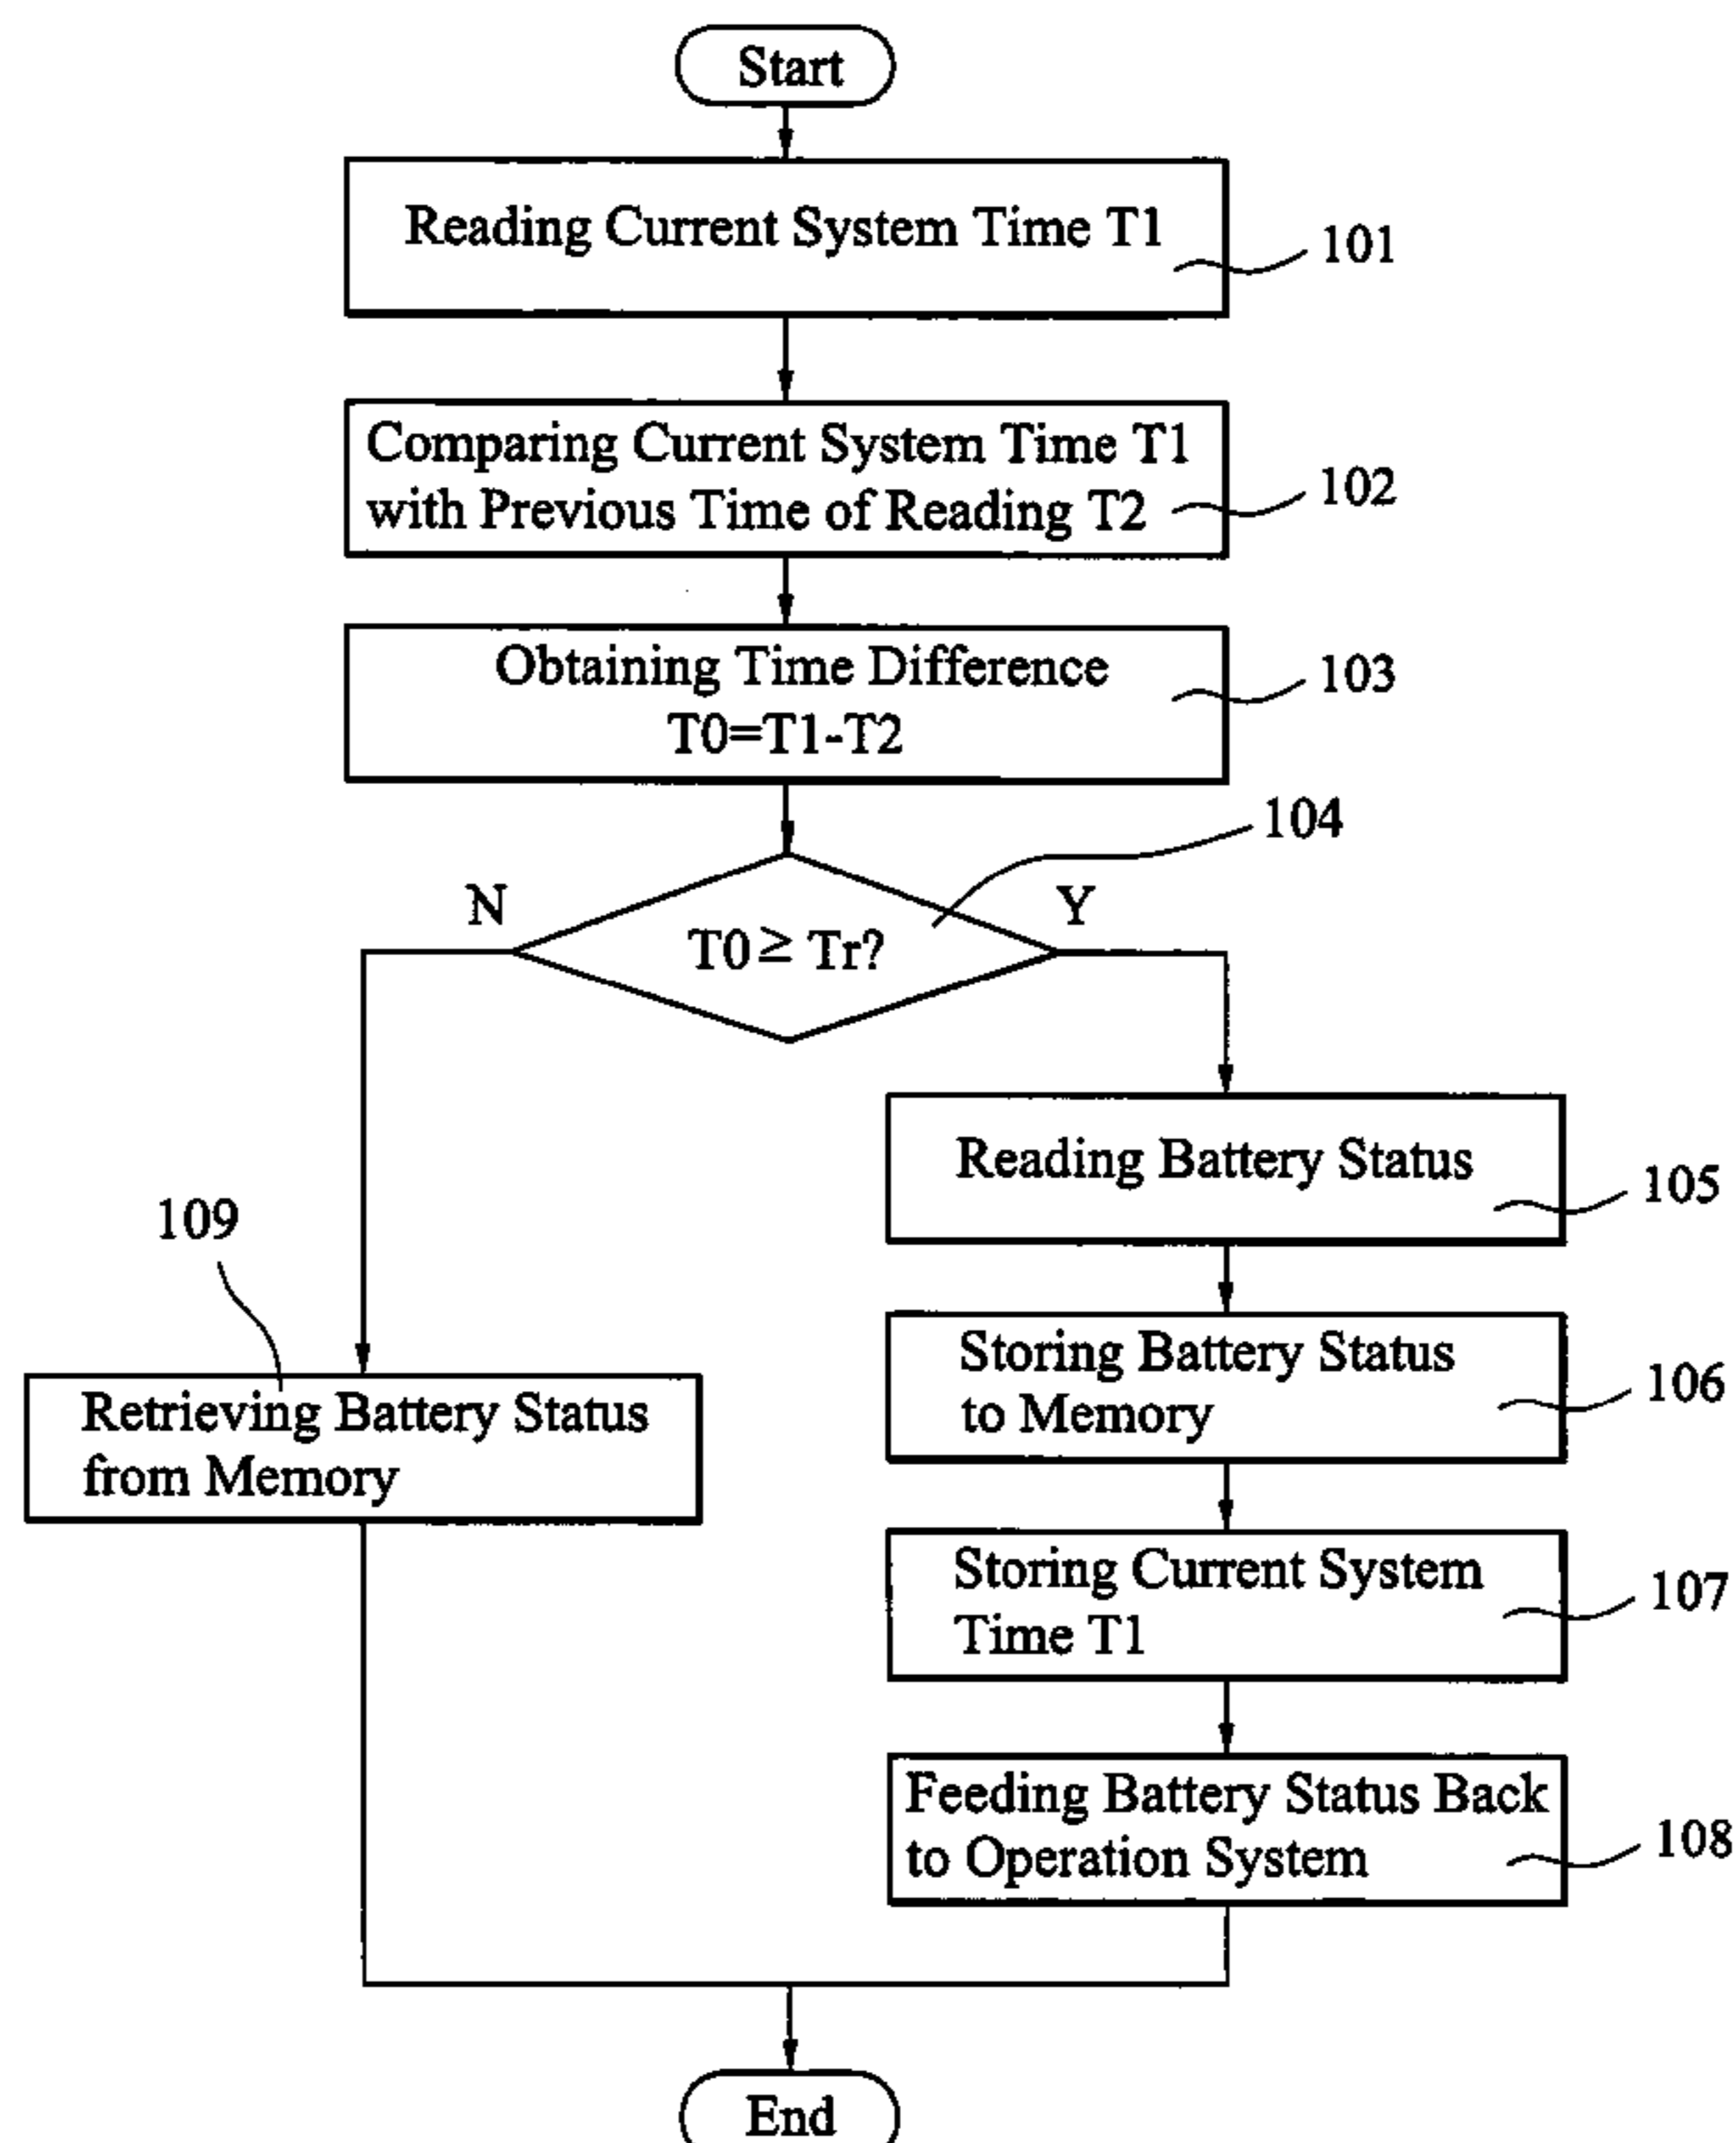 Start
Reading Current System Time T1
101
Comparing Current System Time T1
with Previous Time of Reading T2
102
Obtaining Time Difference
T0=T1-T2
103
104
N
Y
T0≥ Tr?
Reading Battery Status
105
109
Storing Battery Status
to Memory
106
Retrieving Battery Status
from Memory
Storing Current System
Time T1
107
Feeding Battery Status Back
to Operation System
108
End